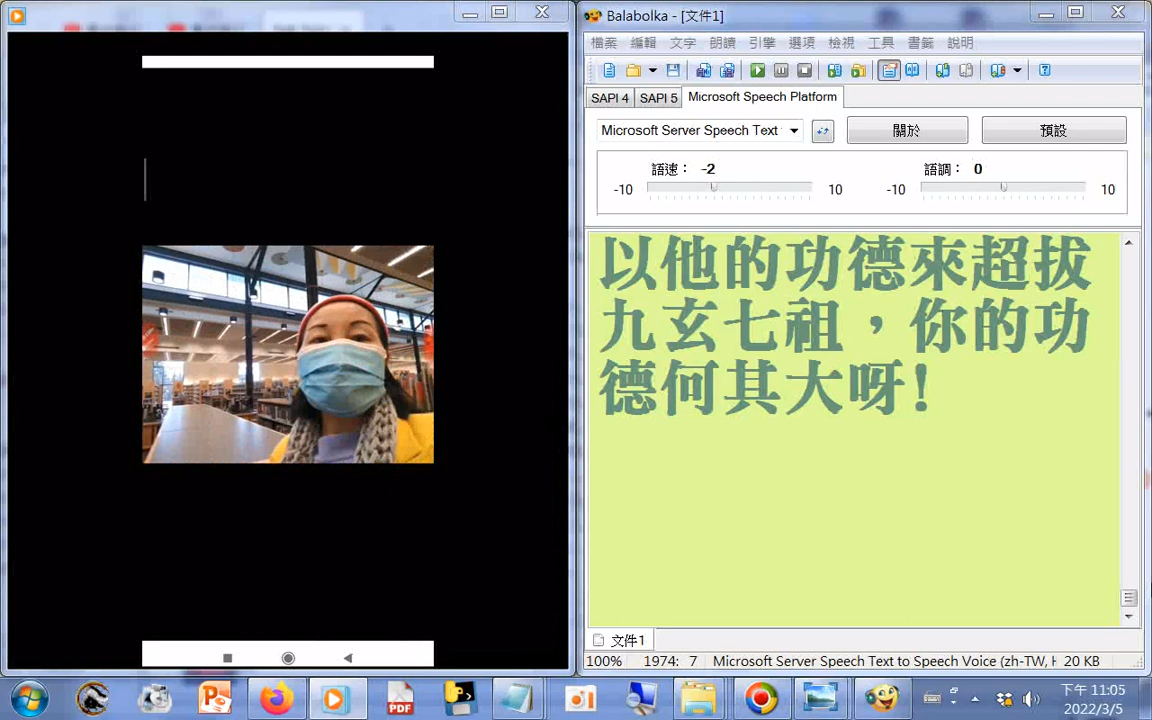 Balabolka - [文件1]
檔案 編輯 文字 朗讀 引擎 選項 檢視 工具 書籤 說明
SAPI 4 SAPI 5 Microsoft Speech Platform
Microsoft Server Speech Text 關於 預設
語速： -2 語調： 0
-10 10 -10 10
以他的功德來超拔
九玄七祖，你的功
德何其大呀!
文件1
100% 1974: 7 Microsoft Server Speech Text to Speech Voice (zh-TW, H 20 KB
下午 11:05
2022/3/5